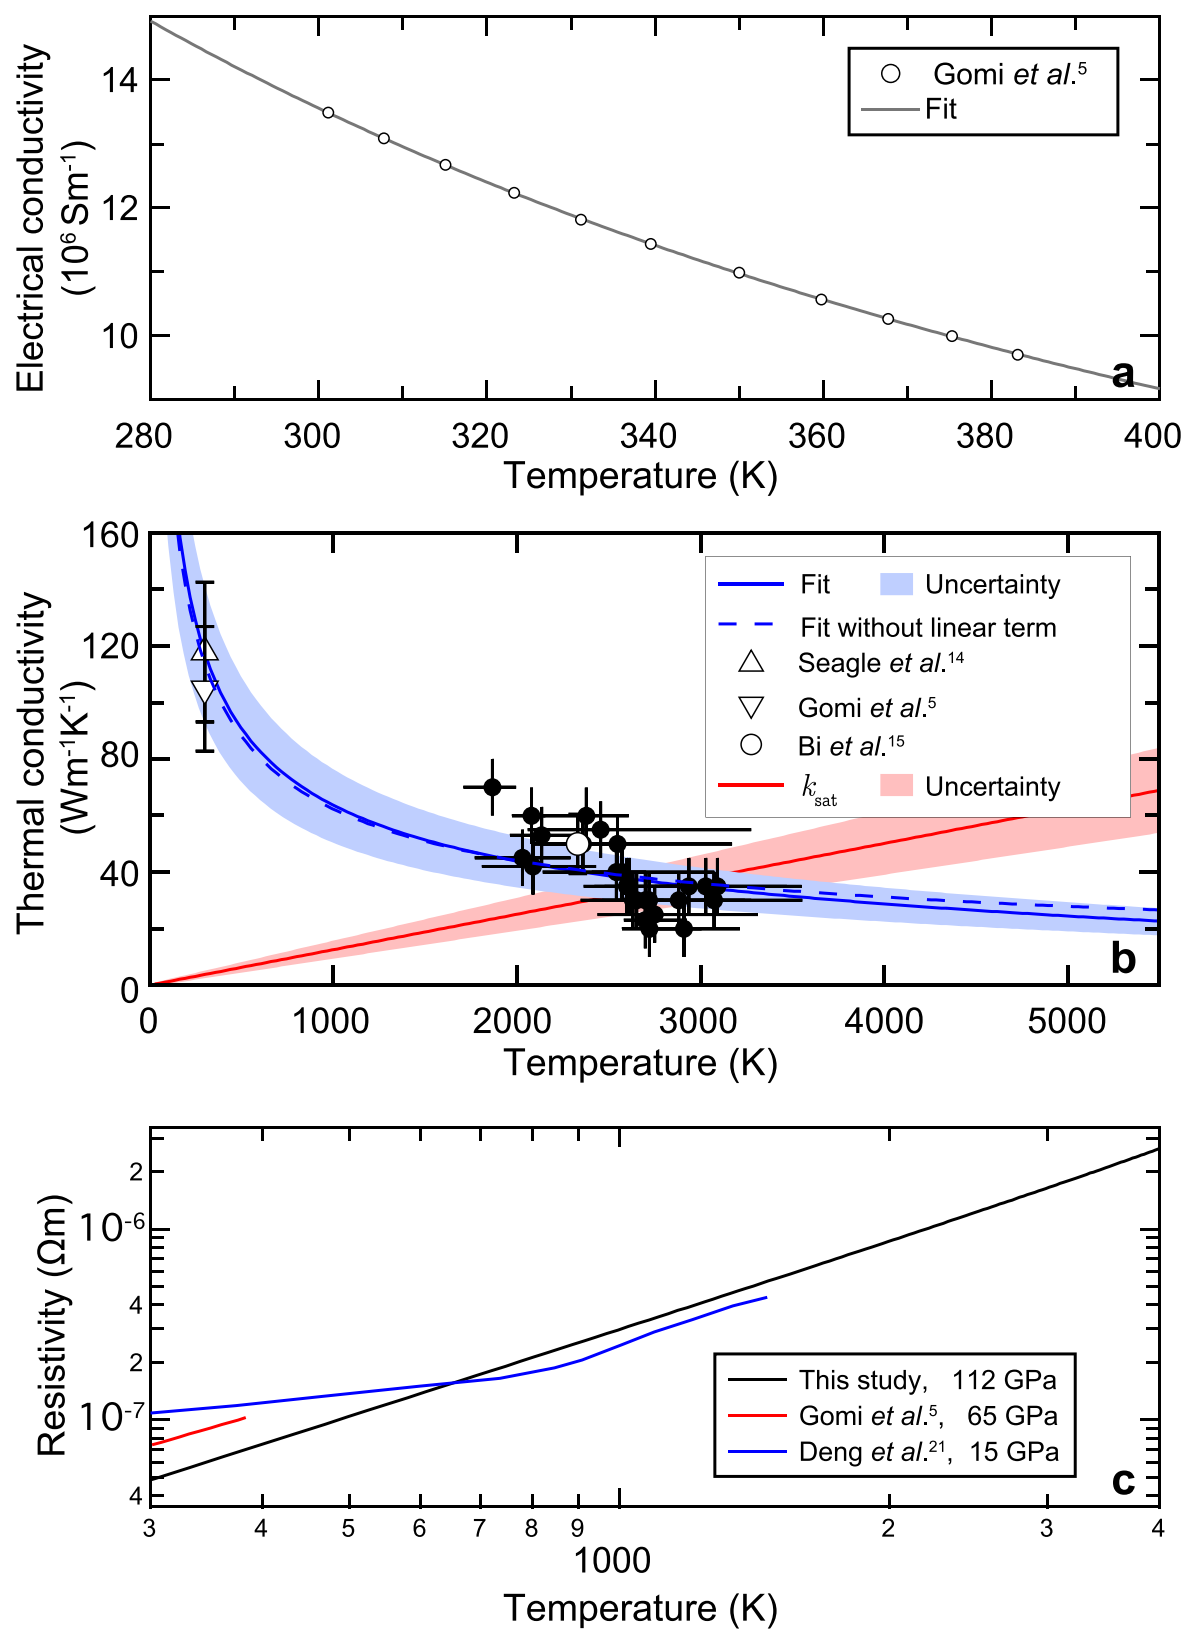 Electrical conductivity
(10⁶ Sm⁻¹)
14
12
10
Gomi et al.⁵
Fit
a
280 300 320 340 360 380 400
Temperature (K)
Thermal conductivity
(Wm⁻¹K⁻¹)
160
120
80
40
0
Fit Uncertainty
Fit without linear term
Seagle et al.¹⁴
Gomi et al.⁵
Bi et al.¹⁵
k_sat Uncertainty
b
0 1000 2000 3000 4000 5000
Temperature (K)
Resistivity (Ωm)
2
10⁻⁶
4
2
10⁻⁷
4
This study, 112 GPa
Gomi et al.⁵, 65 GPa
Deng et al.²¹, 15 GPa
c
3 4 5 6 7 8 9 2 3 4
1000
Temperature (K)